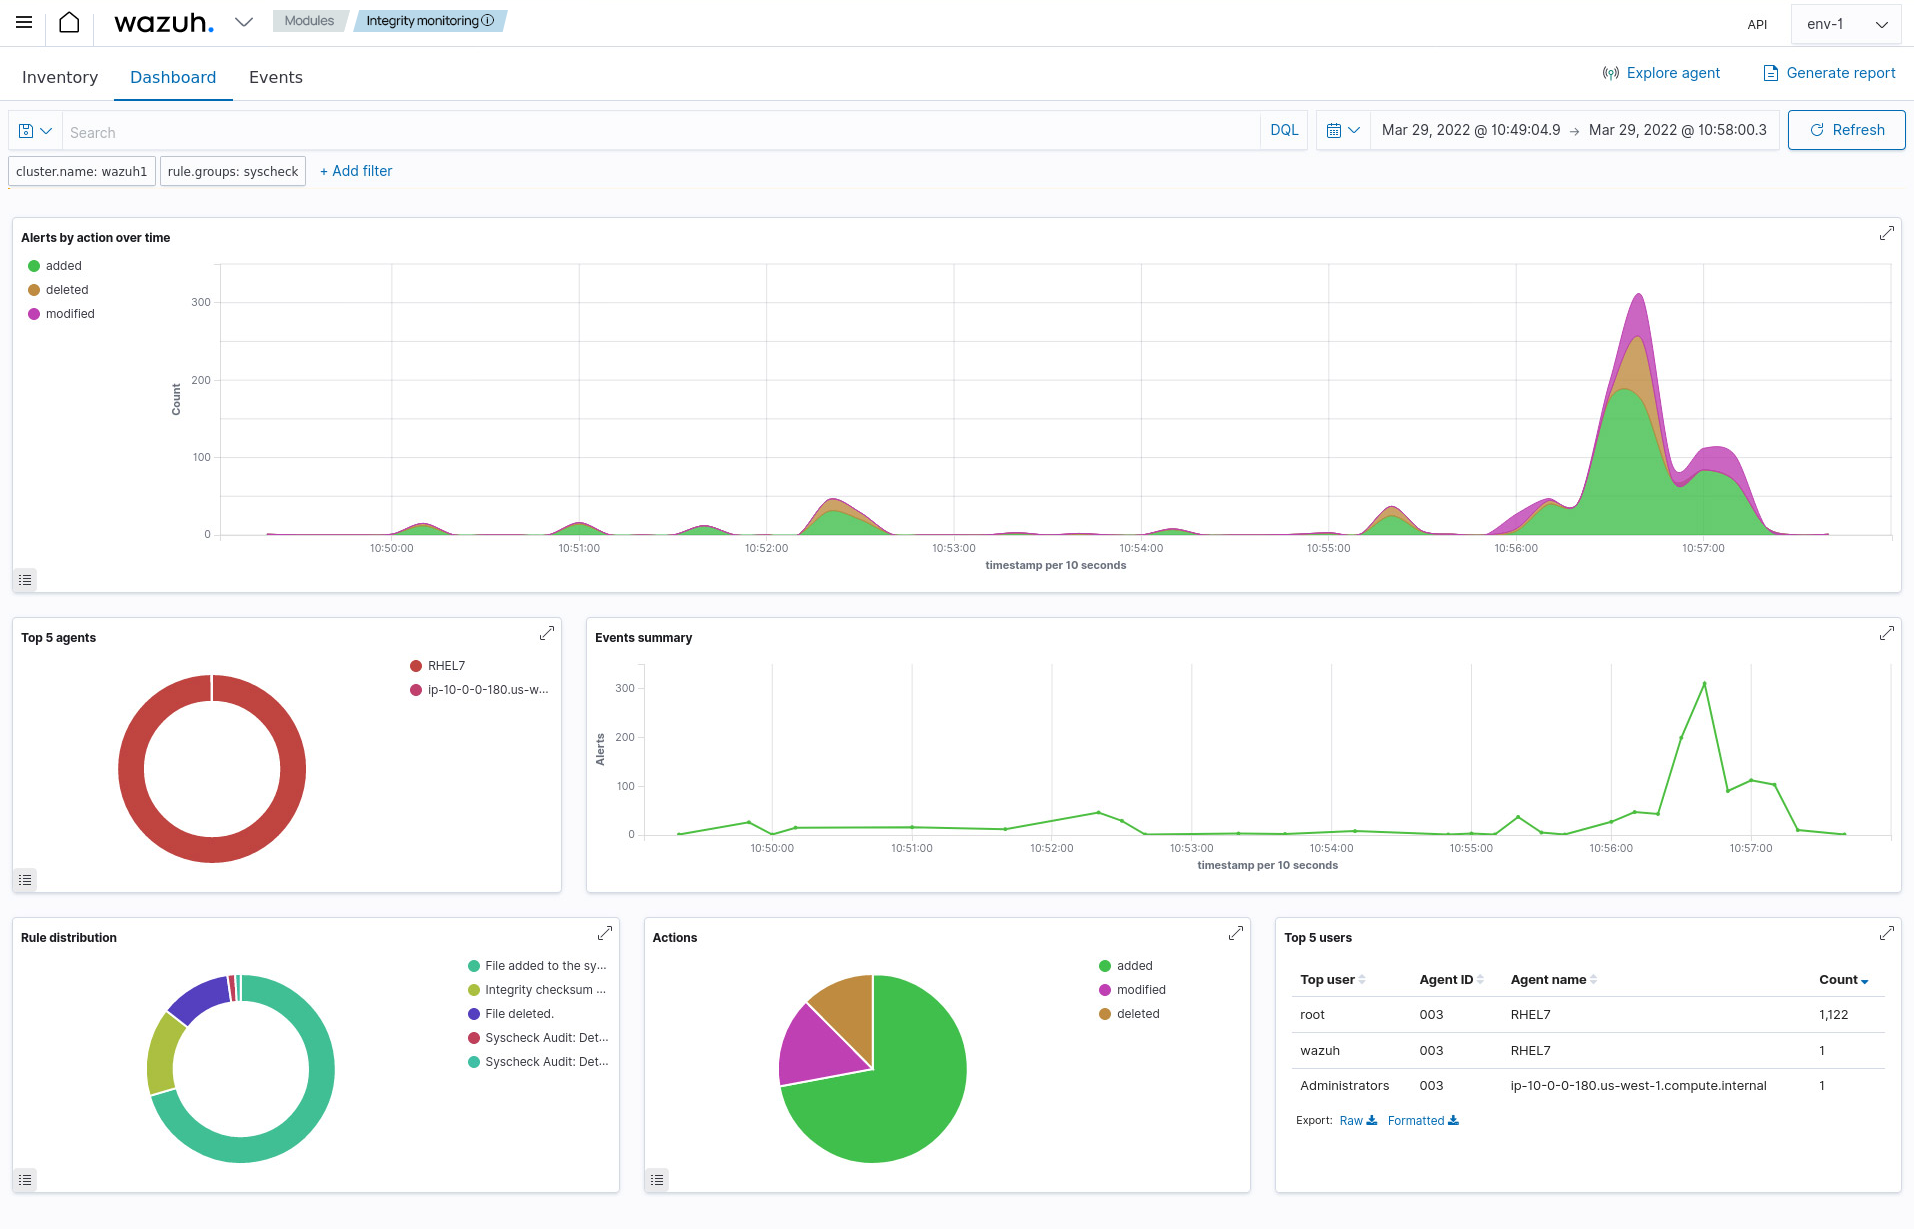 wazuh.
Modules
Integrity monitoring
API
env-1
Inventory
Dashboard
Events
Explore agent
Generate report
Search
DQL
Mar 29, 2022 @ 10:49:04.9 → Mar 29, 2022 @ 10:58:00.3
Refresh
cluster.name: wazuh1
rule.groups: syscheck
+ Add filter
Alerts by action over time
added
deleted
modified
300
200
100
0
Count
10:50:00
10:51:00
10:52:00
10:53:00
10:54:00
10:55:00
10:56:00
10:57:00
timestamp per 10 seconds
Top 5 agents
RHEL7
ip-10-0-0-180.us-w...
Events summary
300
200
100
0
Alerts
10:50:00
10:51:00
10:52:00
10:53:00
10:54:00
10:55:00
10:56:00
10:57:00
timestamp per 10 seconds
Rule distribution
File added to the sy...
Integrity checksum ...
File deleted.
Syscheck Audit: Det...
Syscheck Audit: Det...
Actions
added
modified
deleted
Top 5 users
Top user Agent ID Agent name Count
root 003 RHEL7 1,122
wazuh 003 RHEL7 1
Administrators 003 ip-10-0-0-180.us-west-1.compute.internal 1
Export: Raw Formatted